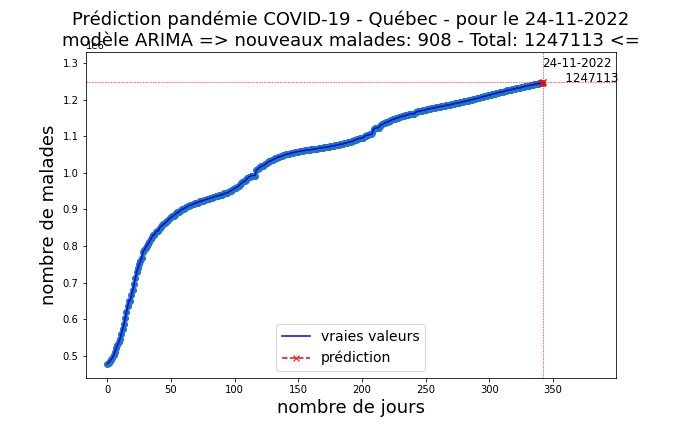 Prédiction pandémie COVID-19 - Québec - pour le 24-11-2022
modèle ARIMA => nouveaux malades: 908 - Total: 1247113 <=
1e6
1.3
1.2
1.1
1.0
0.9
0.8
0.7
0.6
0.5
nombre de malades
24-11-2022
1247113
vraies valeurs
prédiction
0 50 100 150 200 250 300 350
nombre de jours